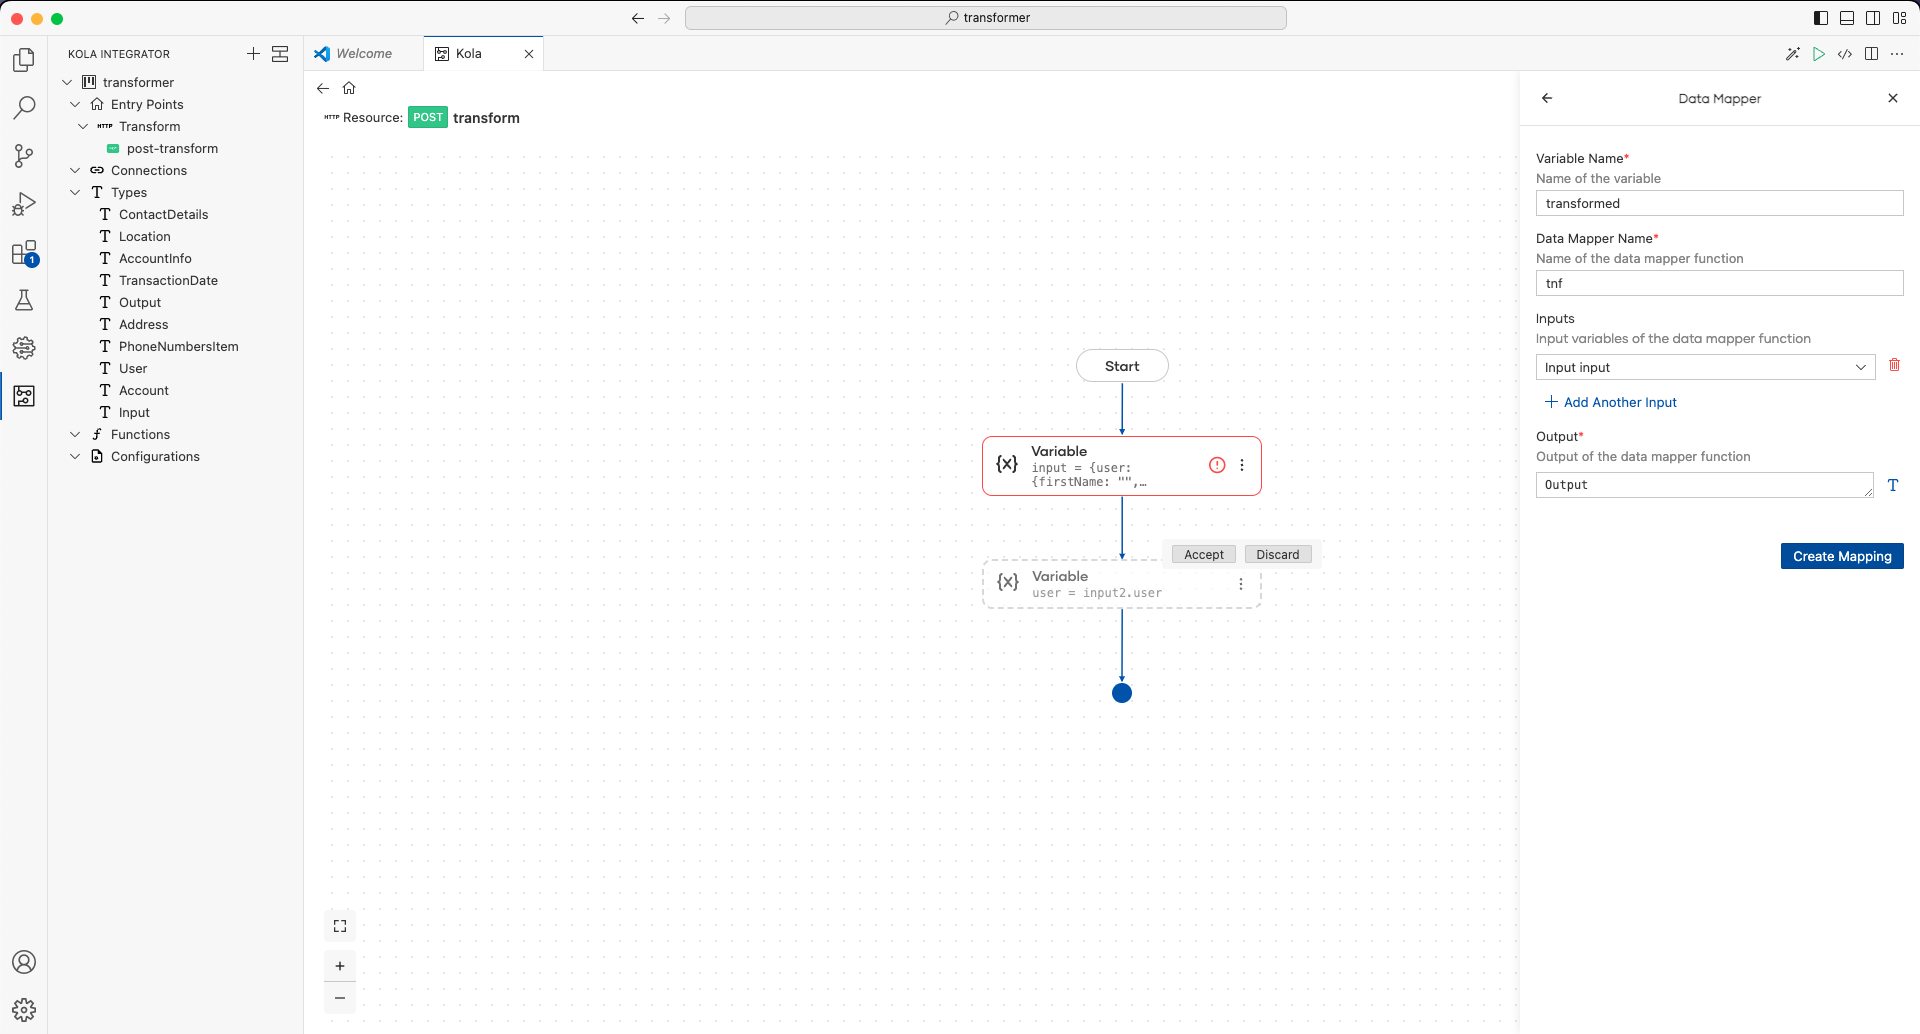 transformer
KOLA INTEGRATOR
transformer
Entry Points
HTTP Transform
post-transform
Connections
Types
ContactDetails
Location
AccountInfo
TransactionDate
Output
Address
PhoneNumbersItem
User
Account
Input
Functions
Configurations
1
Welcome
Kola
HTTP Resource: POST transform
Start
Variable
input = {user:
{firstName: "",…
Accept Discard
Variable
user = input2.user
Data Mapper
Variable Name*
Name of the variable
transformed
Data Mapper Name*
Name of the data mapper function
tnf
Inputs
Input variables of the data mapper function
Input input
Add Another Input
Output*
Output of the data mapper function
Output
Create Mapping